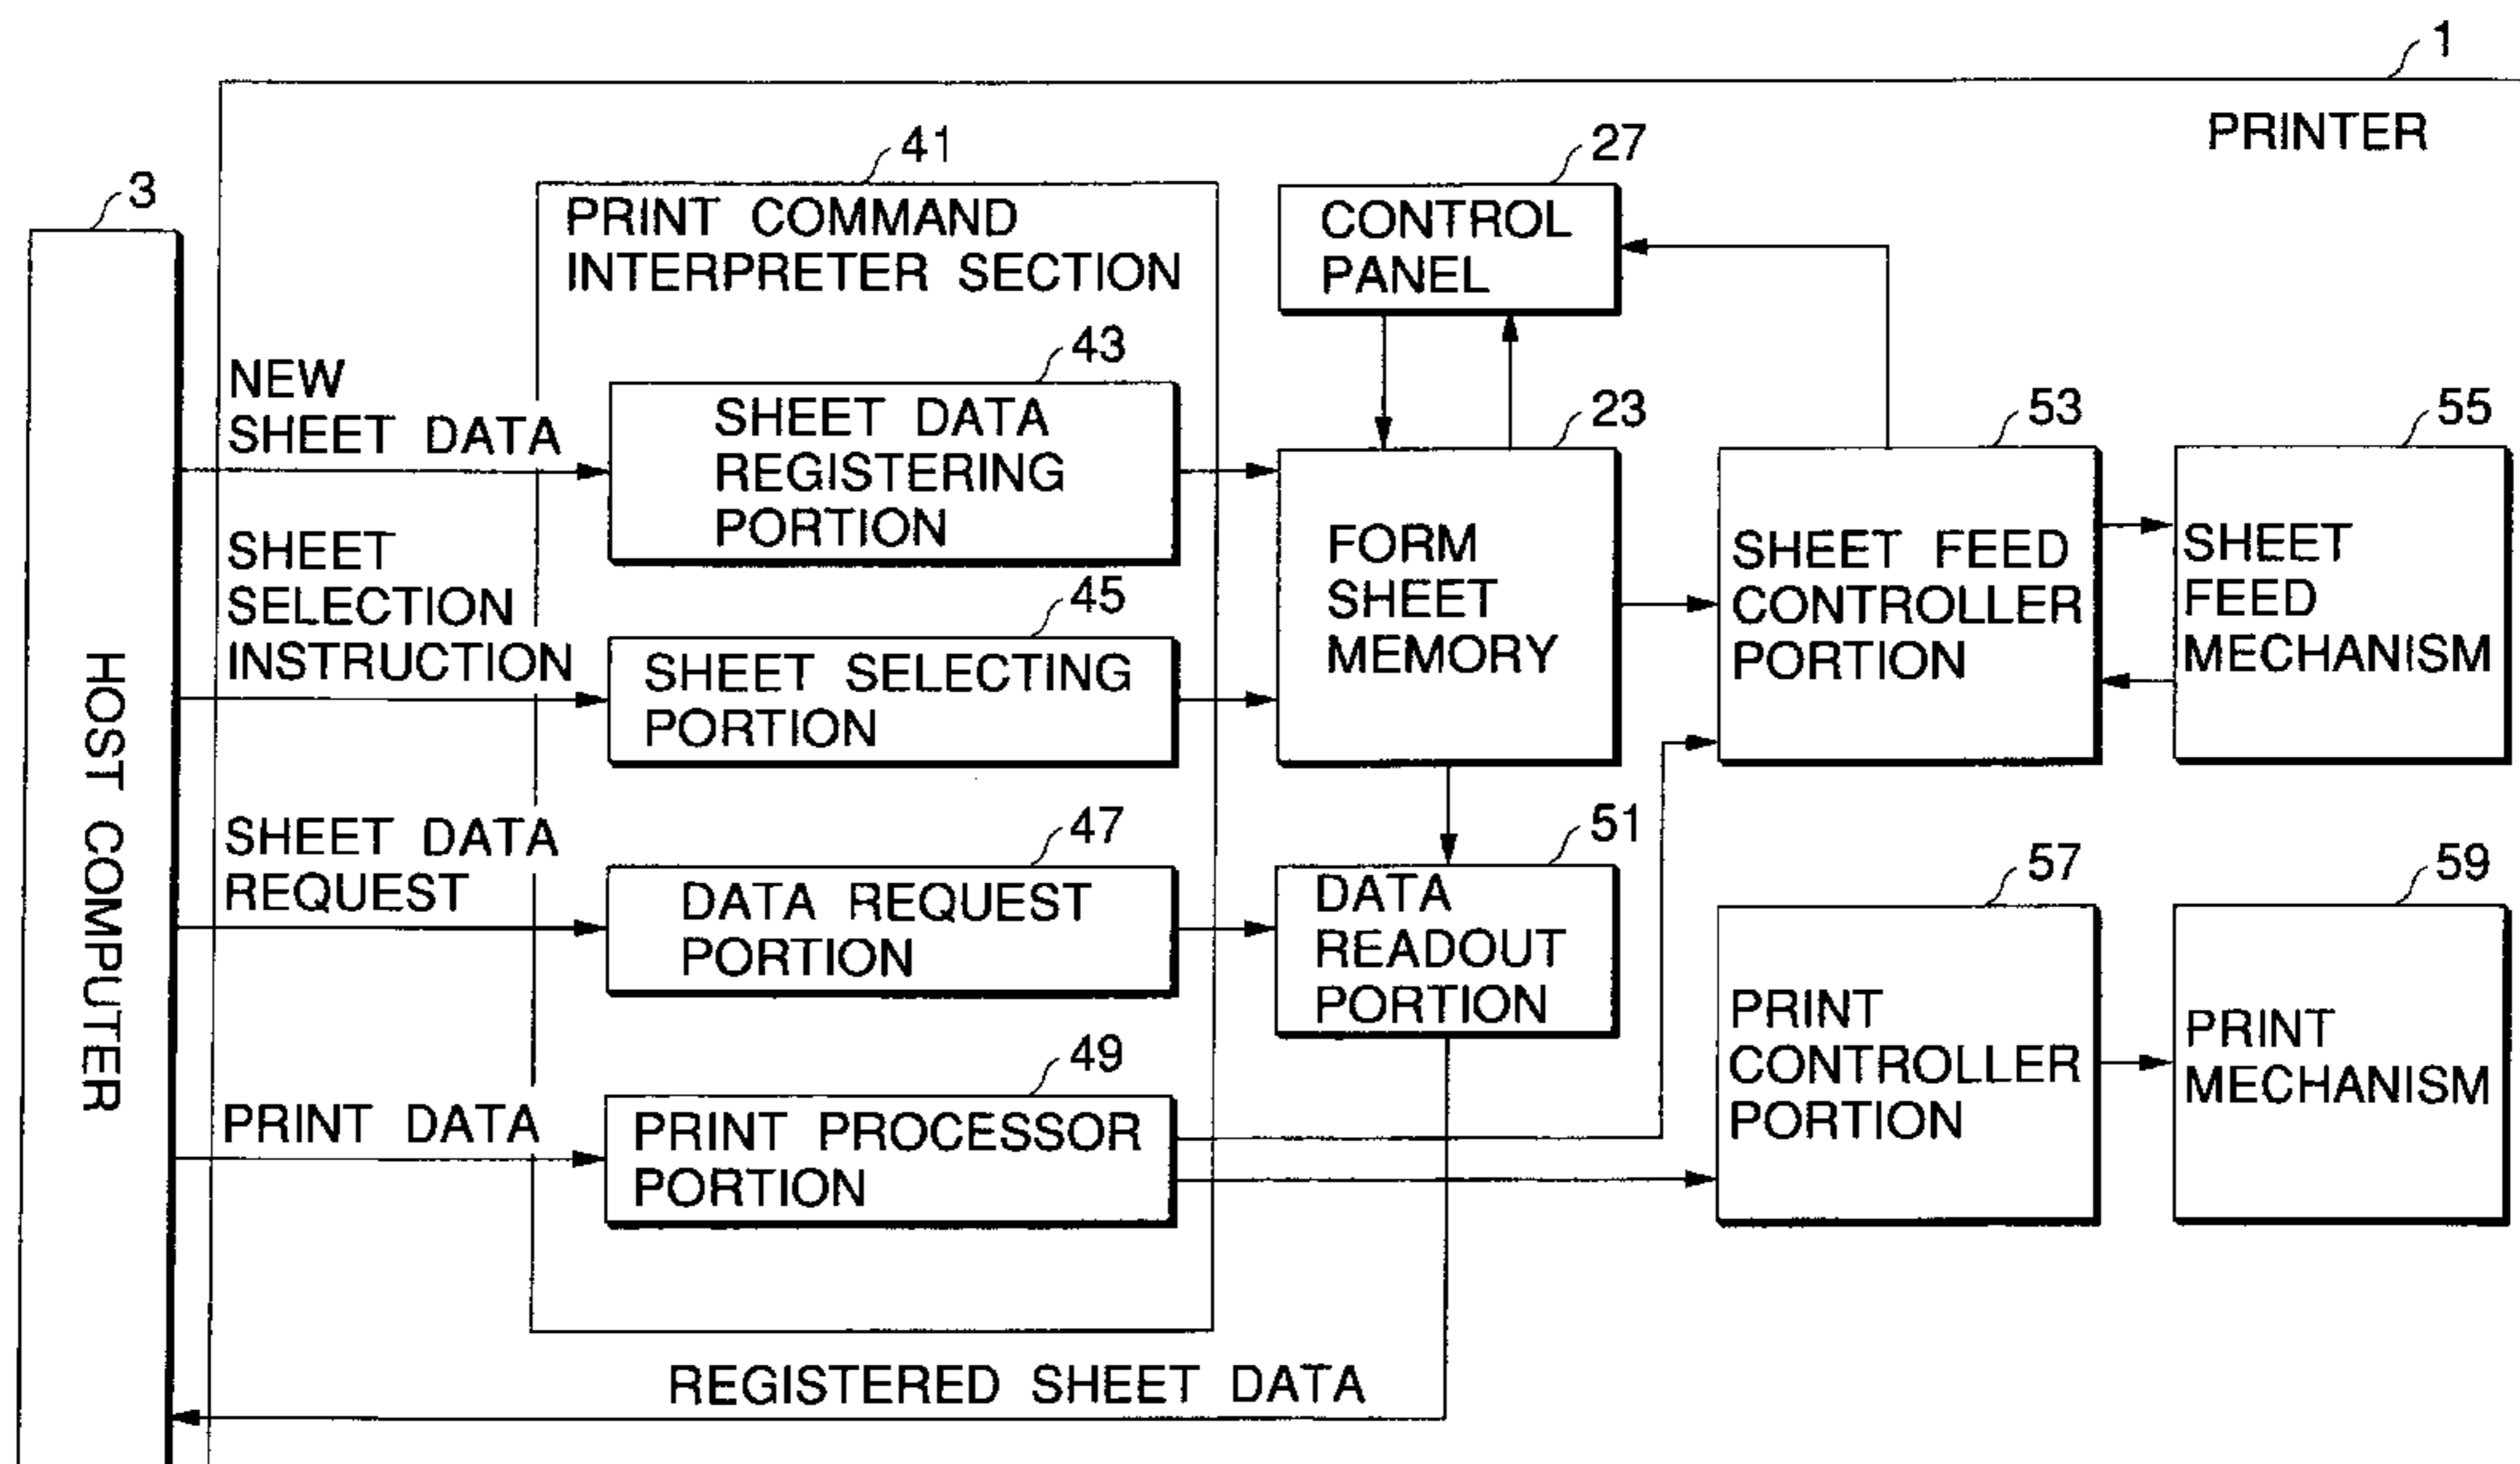 1
PRINTER
3
HOST COMPUTER
41
PRINT COMMAND
INTERPRETER SECTION
27
CONTROL
PANEL
NEW
SHEET DATA
43
SHEET DATA
REGISTERING
PORTION
SHEET
SELECTION
INSTRUCTION
45
SHEET SELECTING
PORTION
23
FORM
SHEET
MEMORY
53
SHEET FEED
CONTROLLER
PORTION
55
SHEET
FEED
MECHANISM
SHEET DATA
REQUEST
47
DATA REQUEST
PORTION
51
DATA
READOUT
PORTION
57
PRINT
CONTROLLER
PORTION
59
PRINT
MECHANISM
PRINT DATA
49
PRINT PROCESSOR
PORTION
REGISTERED SHEET DATA